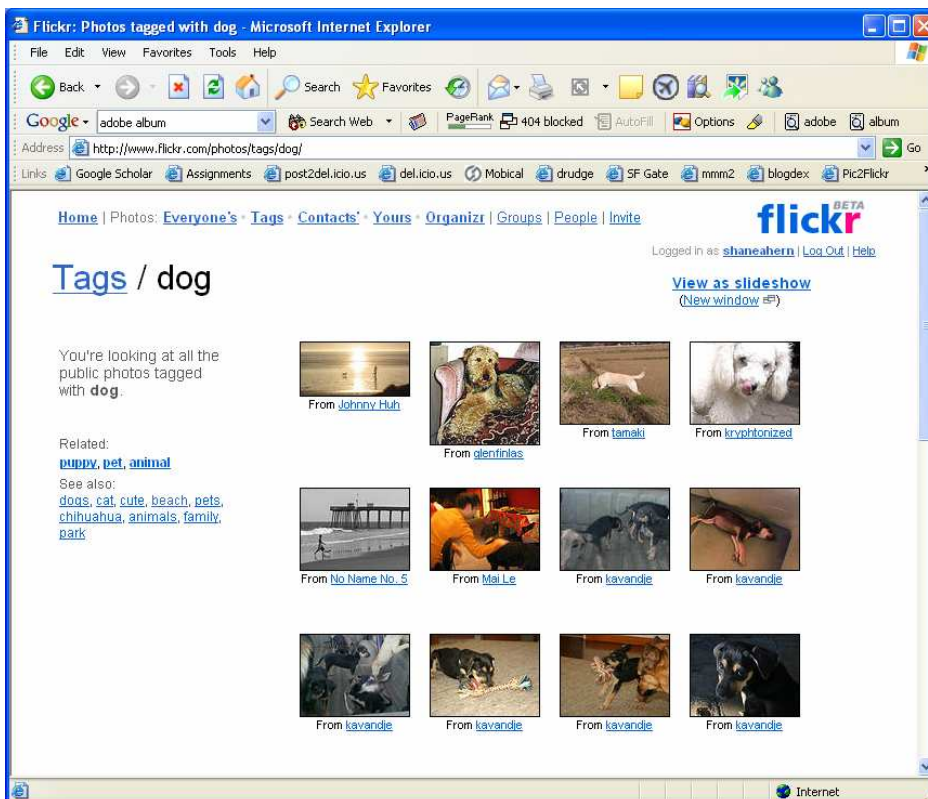 Flickr: Photos tagged with dog - Microsoft Internet Explorer
File Edit View Favorites Tools Help
Back Search Favorites
Google adobe album Search Web PageRank 404 blocked AutoFill Options adobe album
Address http://www.flickr.com/photos/tags/dog/ Go
Links Google Scholar Assignments post2del.icio.us del.icio.us Mobical drudge SF Gate mmm2 blogdex Pic2Flickr »
Home | Photos: Everyone's • Tags • Contacts' • Yours • Organizr | Groups | People | Invite
flickr BETA
Logged in as shaneahern | Log Out | Help
Tags / dog
View as slideshow
(New window)
You're looking at all the
public photos tagged
with dog.
Related:
puppy, pet, animal
See also:
dogs, cat, cute, beach, pets,
chihuahua, animals, family,
park
From Johnny Huh
From glenfinlas
From tamaki
From kryphtonized
From No Name No. 5
From Mai Le
From kavandje
From kavandje
From kavandje
From kavandje
From kavandje
From kavandje
Internet